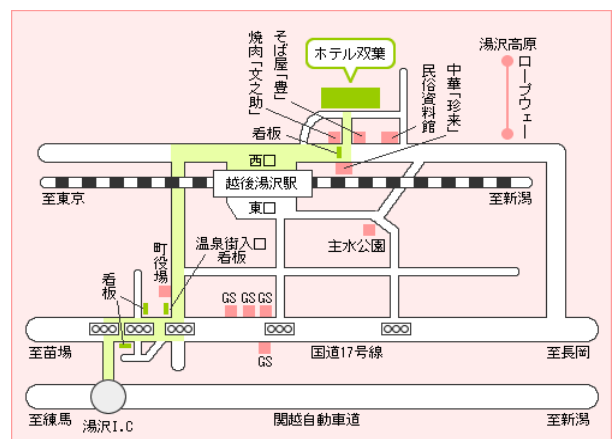 焼肉「文之助」
そば屋「豊」
ホテル双葉
民俗資料館
中華「珍来」
湯沢高原
ロープウェー
看板
西口
越後湯沢駅
東口
至東京
至新潟
主水公園
町役場
温泉街入口
看板
看板
GS GS GS
GS
至苗場
国道17号線
至長岡
至練馬
湯沢I.C
関越自動車道
至新潟